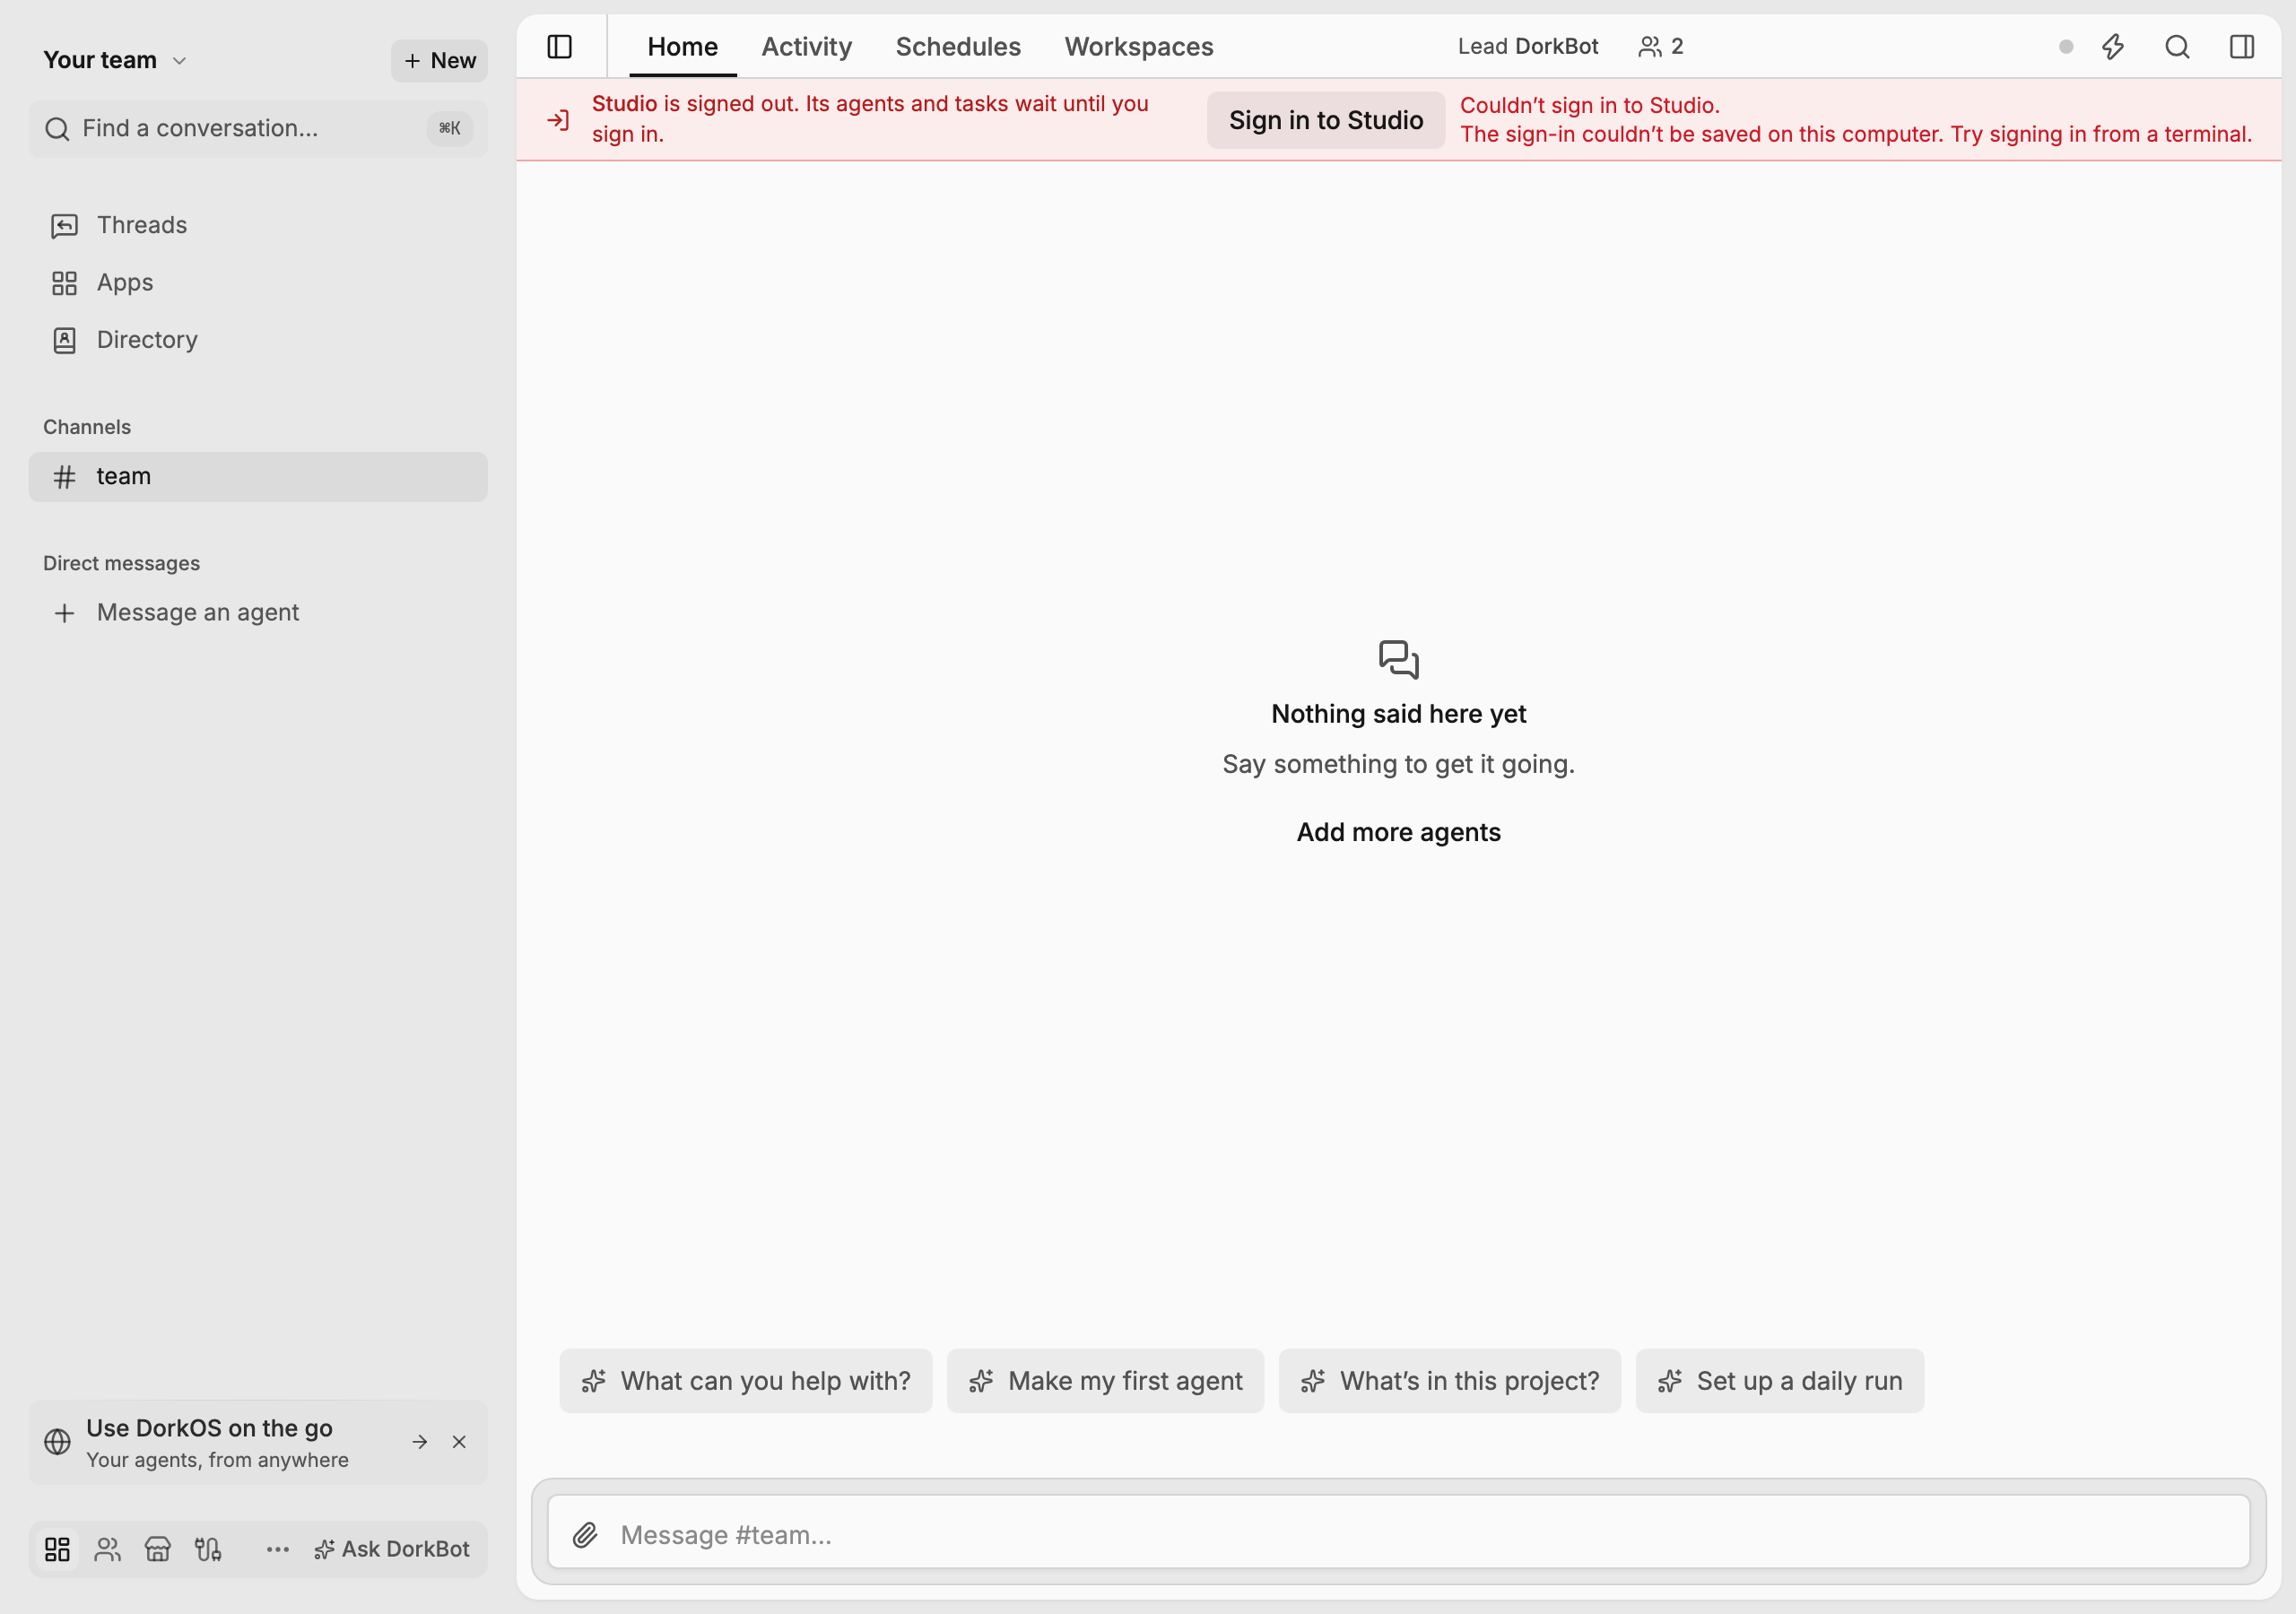 Your team
+ New
Find a conversation...
⌘K
Threads
Apps
Directory
Channels
# team
Direct messages
+ Message an agent
Use DorkOS on the go
Your agents, from anywhere
Ask DorkBot
Home
Activity
Schedules
Workspaces
Lead DorkBot
2
Studio is signed out. Its agents and tasks wait until you
sign in.
Sign in to Studio
Couldn’t sign in to Studio.
The sign-in couldn’t be saved on this computer. Try signing in from a terminal.
Nothing said here yet
Say something to get it going.
Add more agents
What can you help with?
Make my first agent
What’s in this project?
Set up a daily run
Message #team...